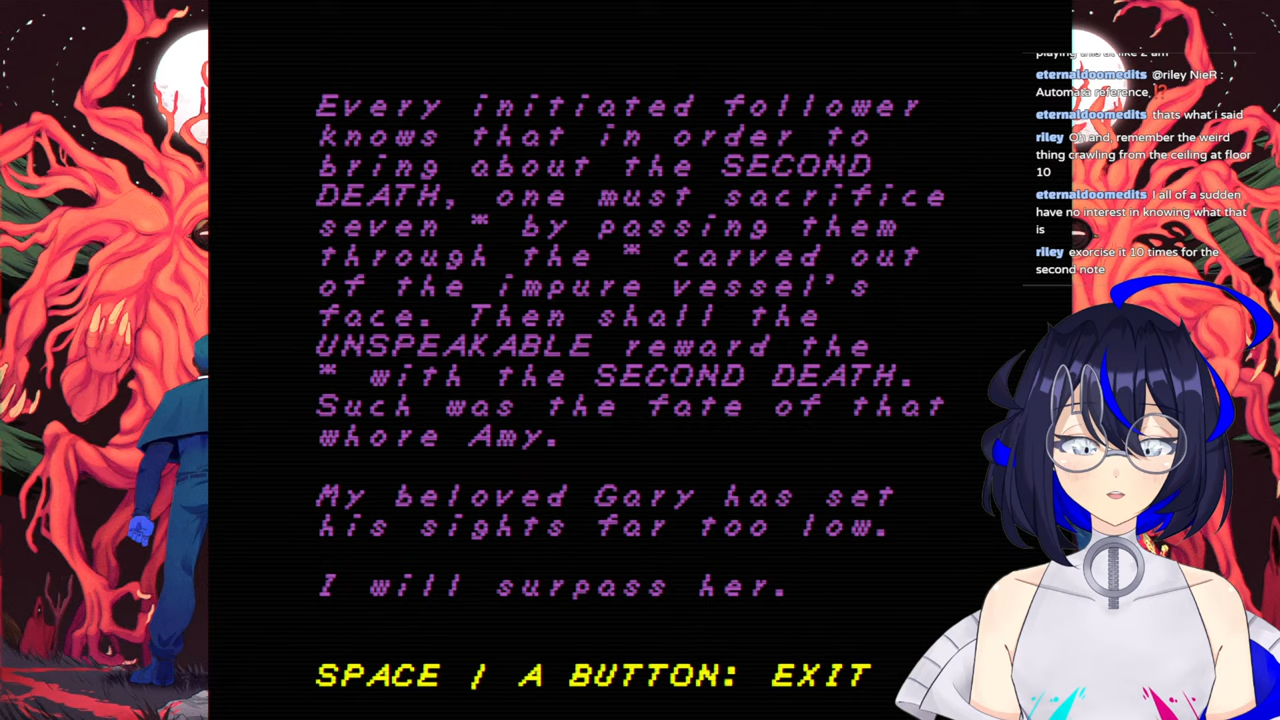 Every initiated follower
knows that in order to
bring about the SECOND
DEATH, one must sacrifice
seven * by passing them
through the * carved out
of the impure vessel's
face. Then shall the
UNSPEAKABLE reward the
* with the SECOND DEATH.
Such was the fate of that
whore Amy.
My beloved Gary has set
his sights far too low.
I will surpass her.
SPACE / A BUTTON: EXIT
eternaldoomedits @riley NieR :
Automata reference,⁉
eternaldoomedits thats what i said
riley Oh and, remember the weird
thing crawling from the ceiling at floor
10
eternaldoomedits I all of a sudden
have no interest in knowing what that
is
riley exorcise it 10 times for the
second note